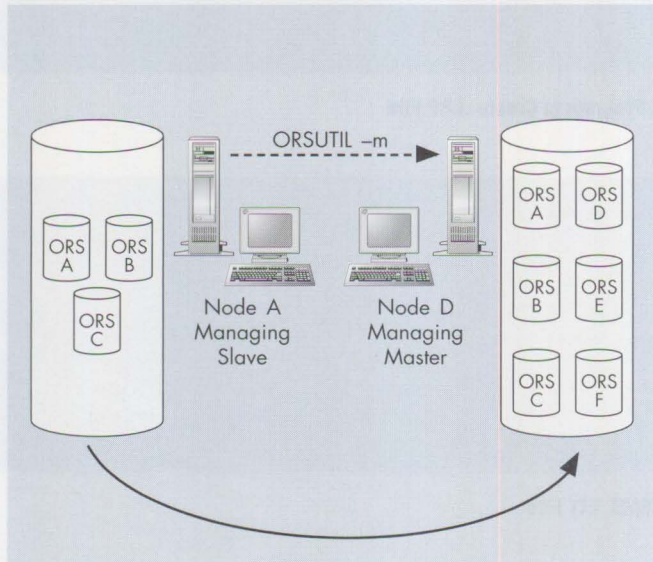 ORSUTIL –m
ORS
A
ORS
B
ORS
C
Node A
Managing
Slave
Node D
Managing
Master
ORS
A
ORS
D
ORS
B
ORS
E
ORS
C
ORS
F